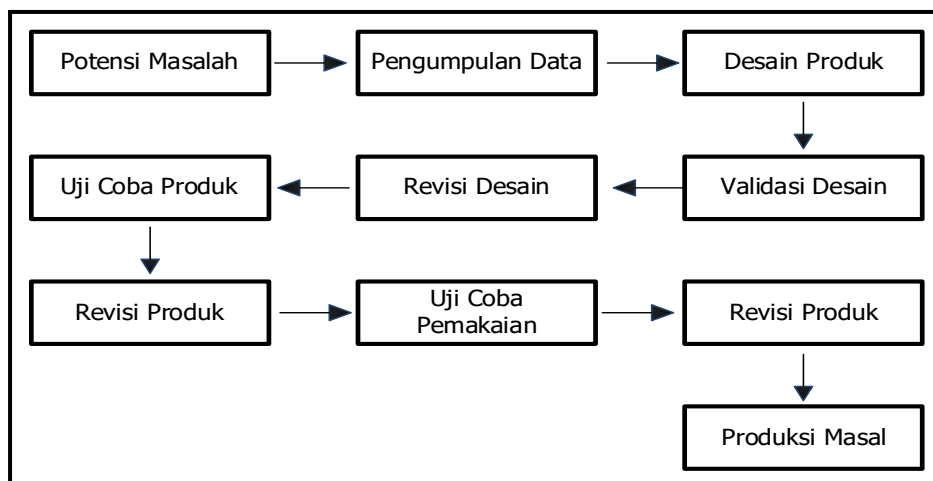 Potensi Masalah
Pengumpulan Data
Desain Produk
Validasi Desain
Revisi Desain
Uji Coba Produk
Revisi Produk
Uji Coba
Pemakaian
Revisi Produk
Produksi Masal